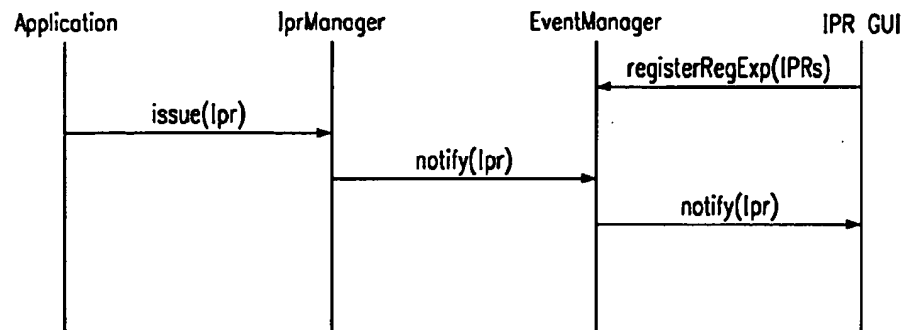 Application IprManager EventManager IPR GUI
registerRegExp(IPRs)
issue(Ipr)
notify(Ipr)
notify(Ipr)